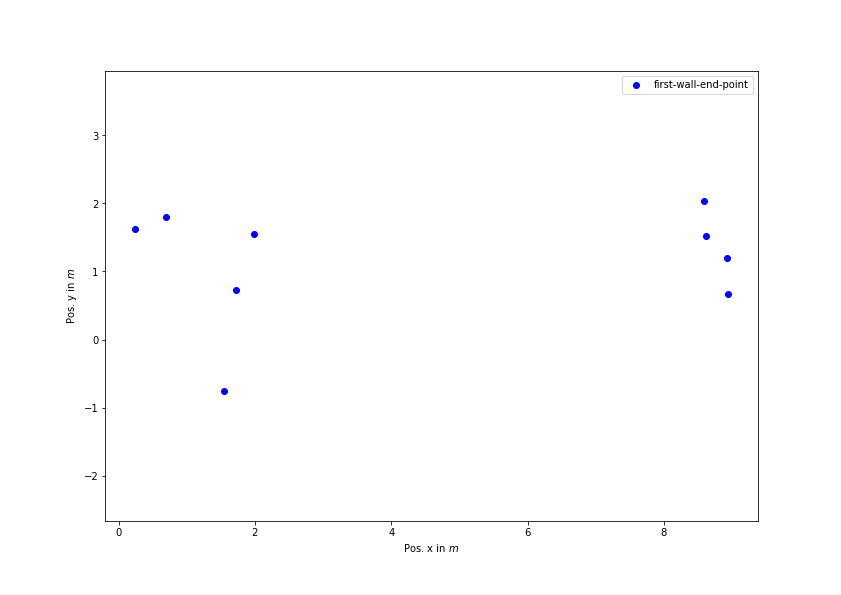 first-wall-end-point
3
2
1
0
−1
−2
Pos. y in m
0 2 4 6 8
Pos. x in m